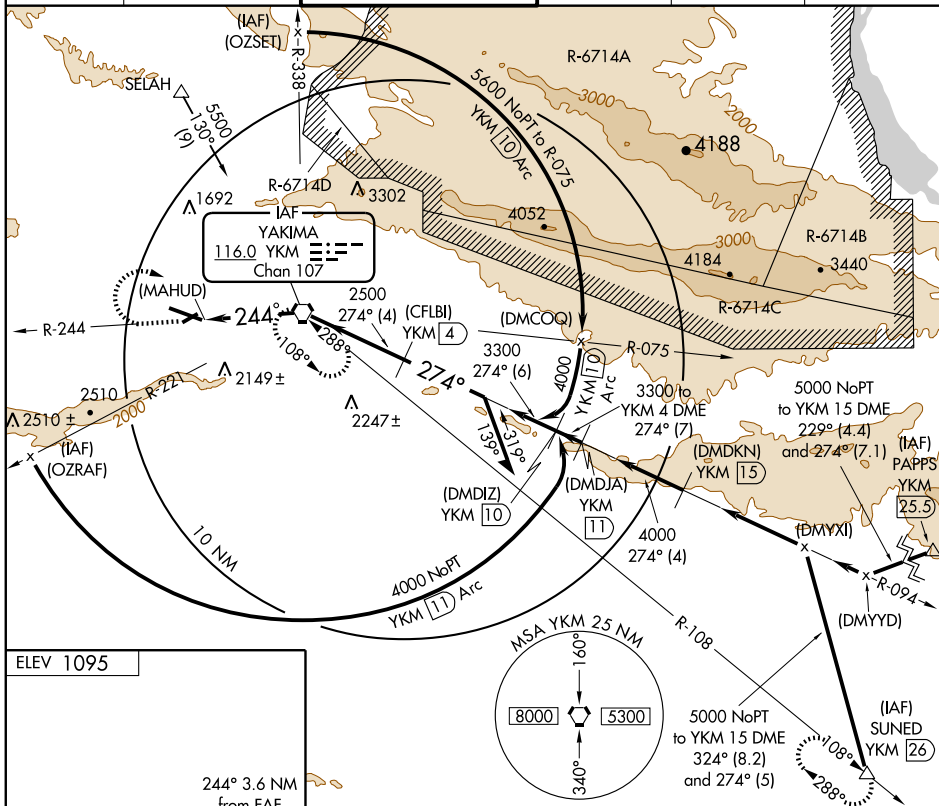 (IAF)
(OZSET)
R-338
SELAH
5500
130°
(9)
5600 NoPT to R-075
YKM 10 Arc
R-6714A
3000
2000
4188
R-6714D
3302
1692
IAF
YAKIMA
116.0 YKM
Chan 107
4052
3000
R-6714B
4184
3440
R-6714C
(MAHUD)
R-244
244°
2500
274° (4)
(CFLBI)
YKM 4
(DMCOQ)
R-075
288°
108°
274°
3300
274° (6)
4000
YKM 10
Arc
3300 to
YKM 4 DME
274° (7)
5000 NoPT
to YKM 15 DME
229° (4.4)
and 274° (7.1)
2149 ±
2247 ±
2510
2510 ±
2000
R-221
(IAF)
(OZRAF)
139°
319°
(DMDIZ)
YKM 10
(DMDJA)
YKM
11
(DMDKN)
YKM 15
(IAF)
PAPPS
YKM
25.5
4000
274° (4)
(DMYXI)
R-094
(DMYYD)
10 NM
4000 NoPT
YKM 11 Arc
R-108
MSA YKM 25 NM
160°
8000
5300
340°
5000 NoPT
to YKM 15 DME
324° (8.2)
and 274° (5)
(IAF)
SUNED
YKM 26
108°
288°
ELEV 1095
244° 3.6 NM
from FAF